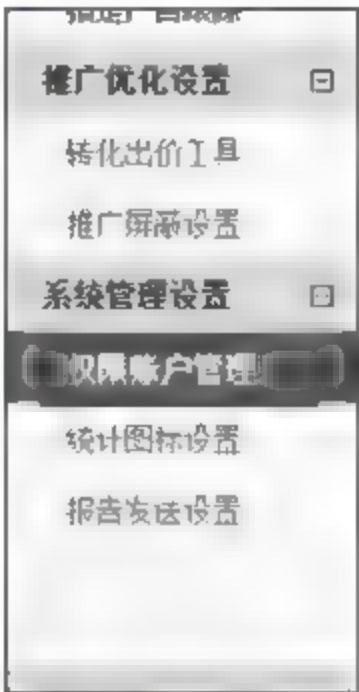 推广优化设置
转化出价工具
推广屏蔽设置
系统管理设置
权限账户管理
统计图标设置
报告发送设置